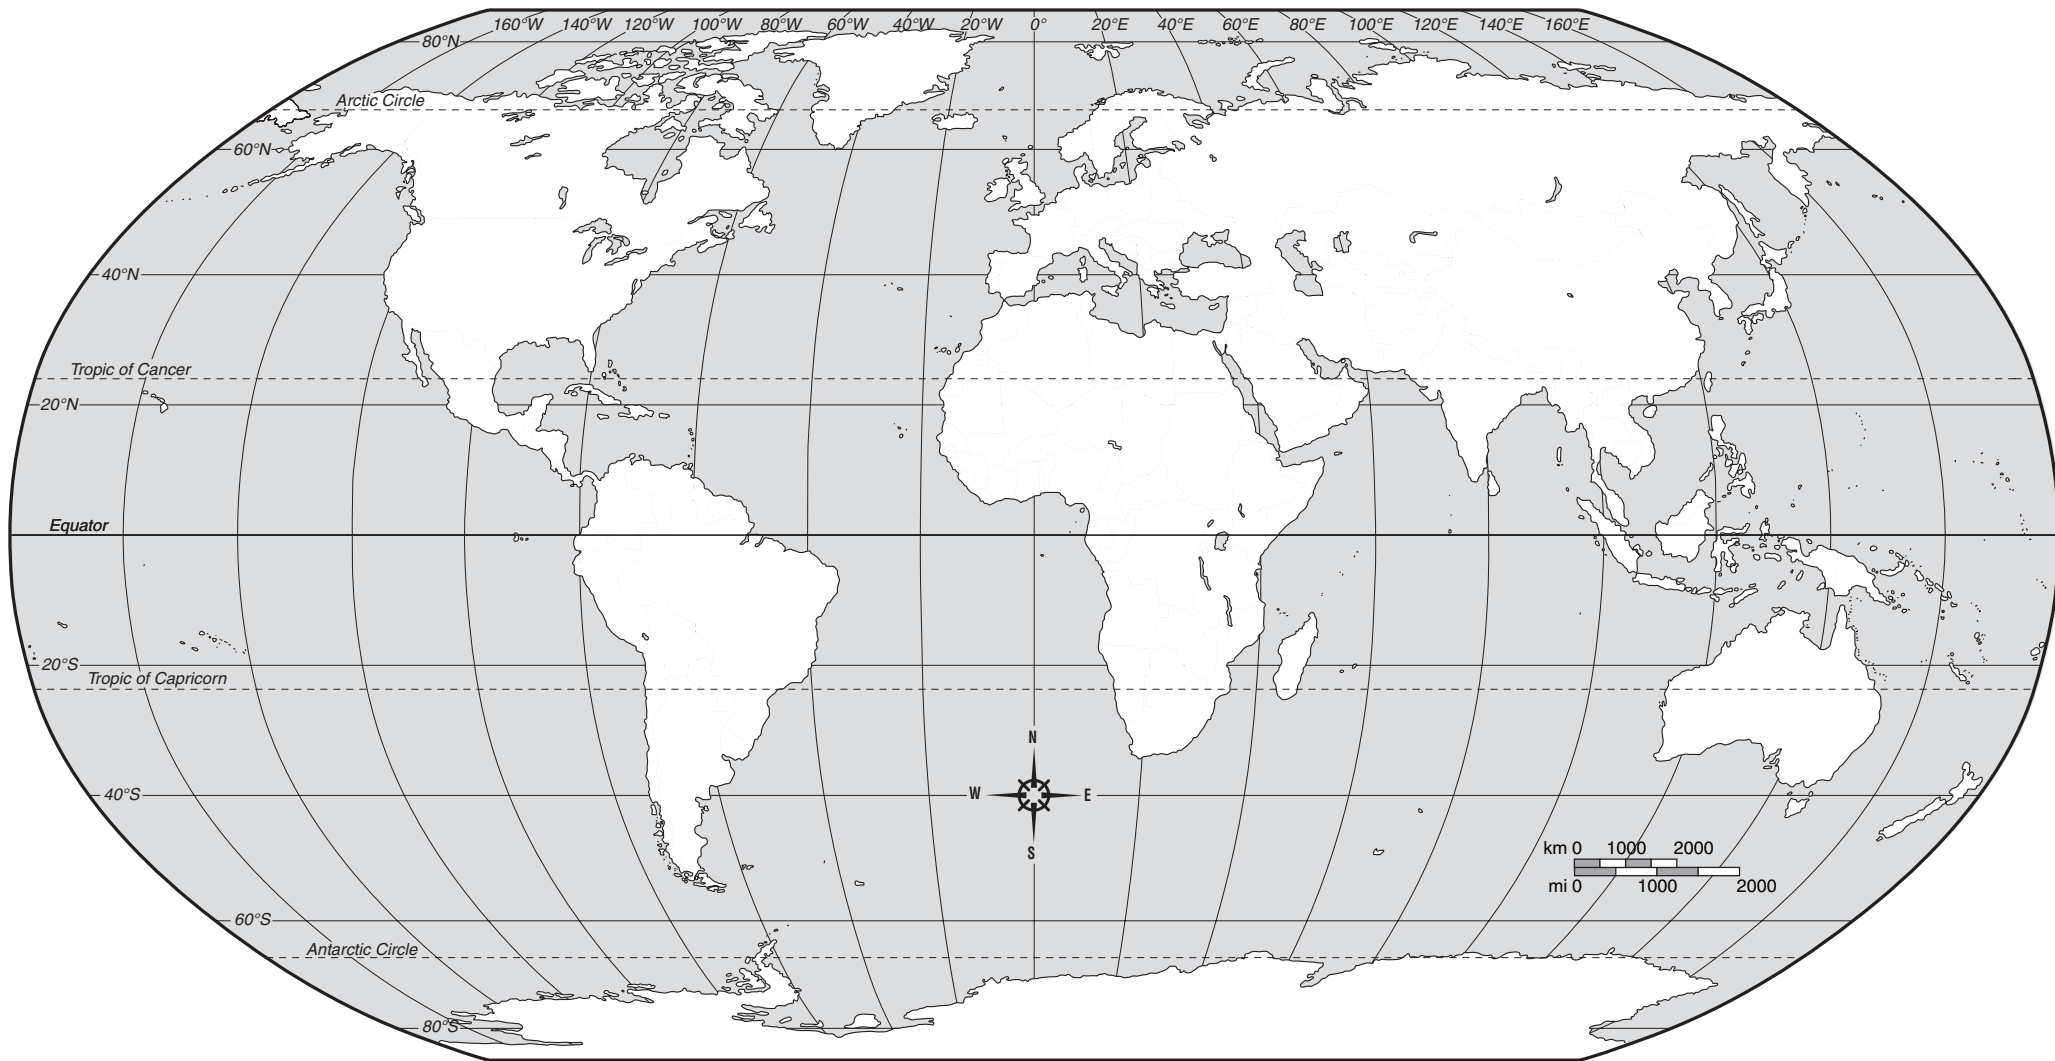 160°W 140°W 120°W 100°W 80°W 60°W 40°W 20°W 0° 20°E 40°E 60°E 80°E 100°E 120°E 140°E 160°E
80°N
Arctic Circle
60°N
40°N
Tropic of Cancer
20°N
Equator
20°S
Tropic of Capricorn
N
40°S W E
S
km 0 1000 2000
mi 0 1000 2000
60°S
Antarctic Circle
80°S